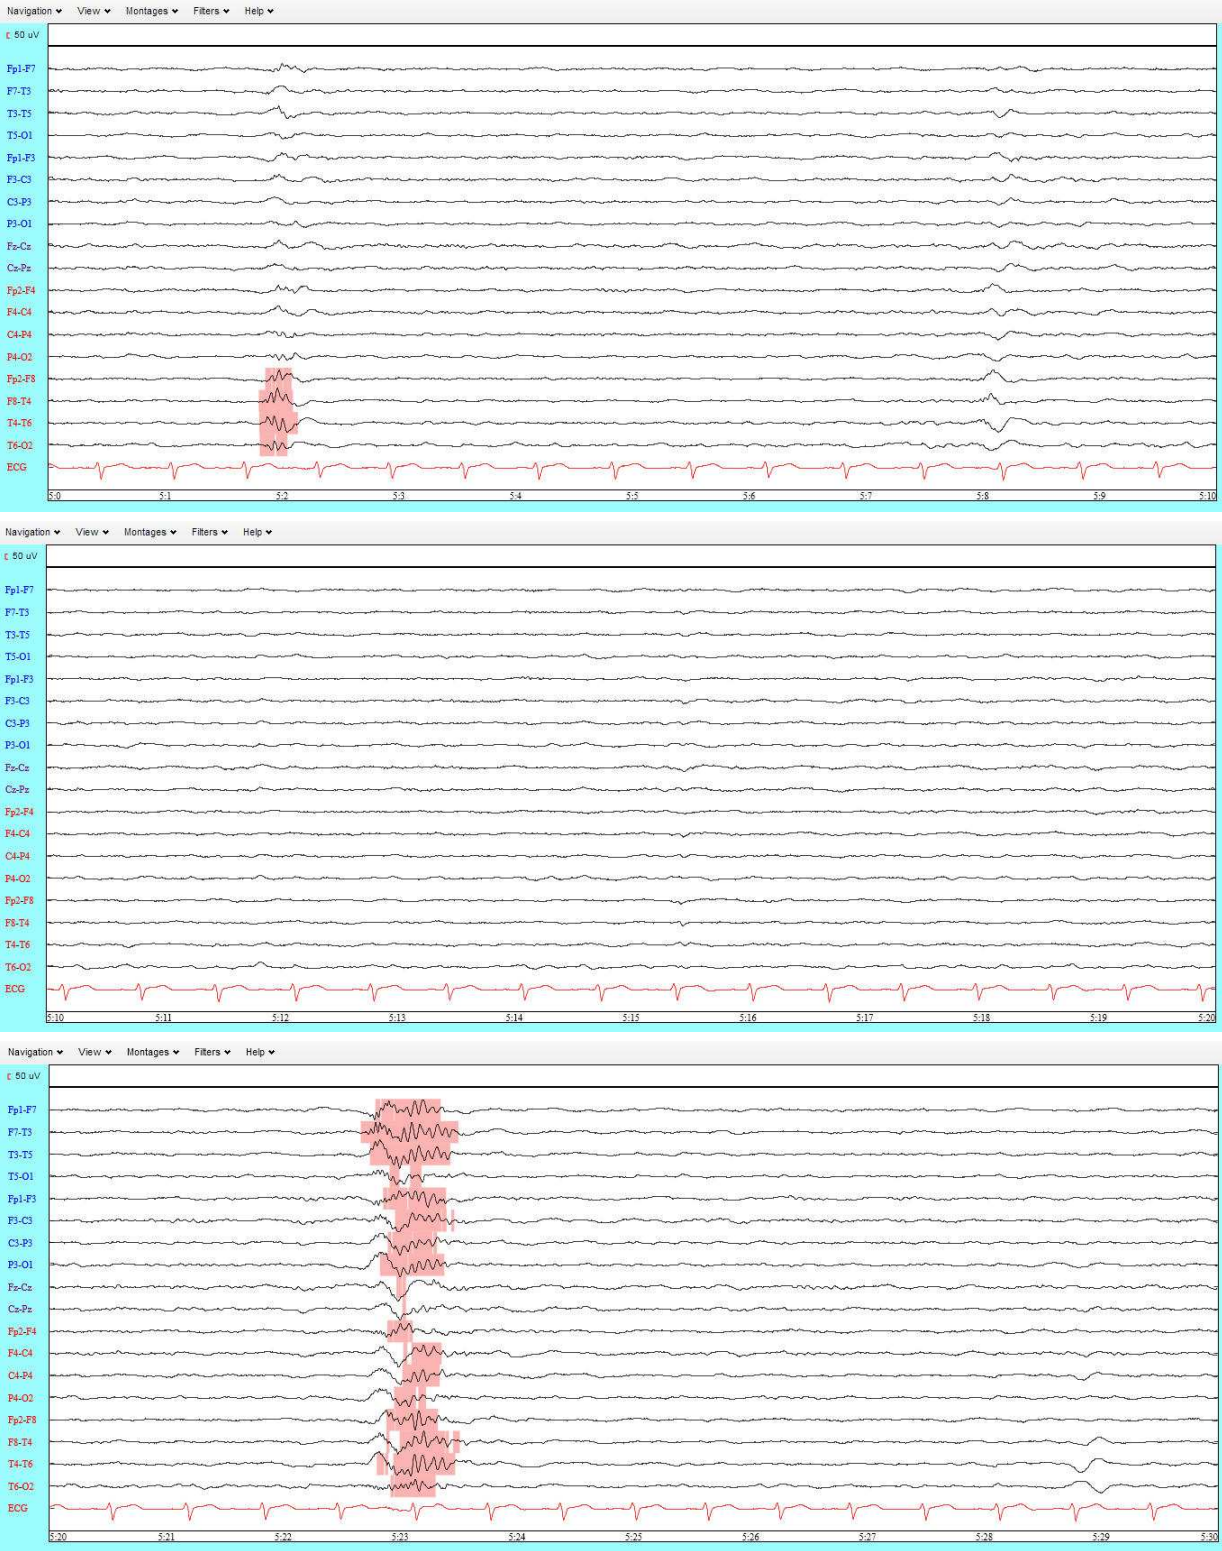 Navigation View Montages Filters Help
50 uV
Fp1-F7
F7-T3
T3-T5
T5-O1
Fp1-F3
F3-C3
C3-P3
P3-O1
Fz-Cz
Cz-Pz
Fp2-F4
F4-C4
C4-P4
P4-O2
Fp2-F8
F8-T4
T4-T6
T6-O2
ECG
5:0 5:1 5:2 5:3 5:4 5:5 5:6 5:7 5:8 5:9 5:10
Navigation View Montages Filters Help
50 uV
Fp1-F7
F7-T3
T3-T5
T5-O1
Fp1-F3
F3-C3
C3-P3
P3-O1
Fz-Cz
Cz-Pz
Fp2-F4
F4-C4
C4-P4
P4-O2
Fp2-F8
F8-T4
T4-T6
T6-O2
ECG
5:10 5:11 5:12 5:13 5:14 5:15 5:16 5:17 5:18 5:19 5:20
Navigation View Montages Filters Help
50 uV
Fp1-F7
F7-T3
T3-T5
T5-O1
Fp1-F3
F3-C3
C3-P3
P3-O1
Fz-Cz
Cz-Pz
Fp2-F4
F4-C4
C4-P4
P4-O2
Fp2-F8
F8-T4
T4-T6
T6-O2
ECG
5:20 5:21 5:22 5:23 5:24 5:25 5:26 5:27 5:28 5:29 5:30